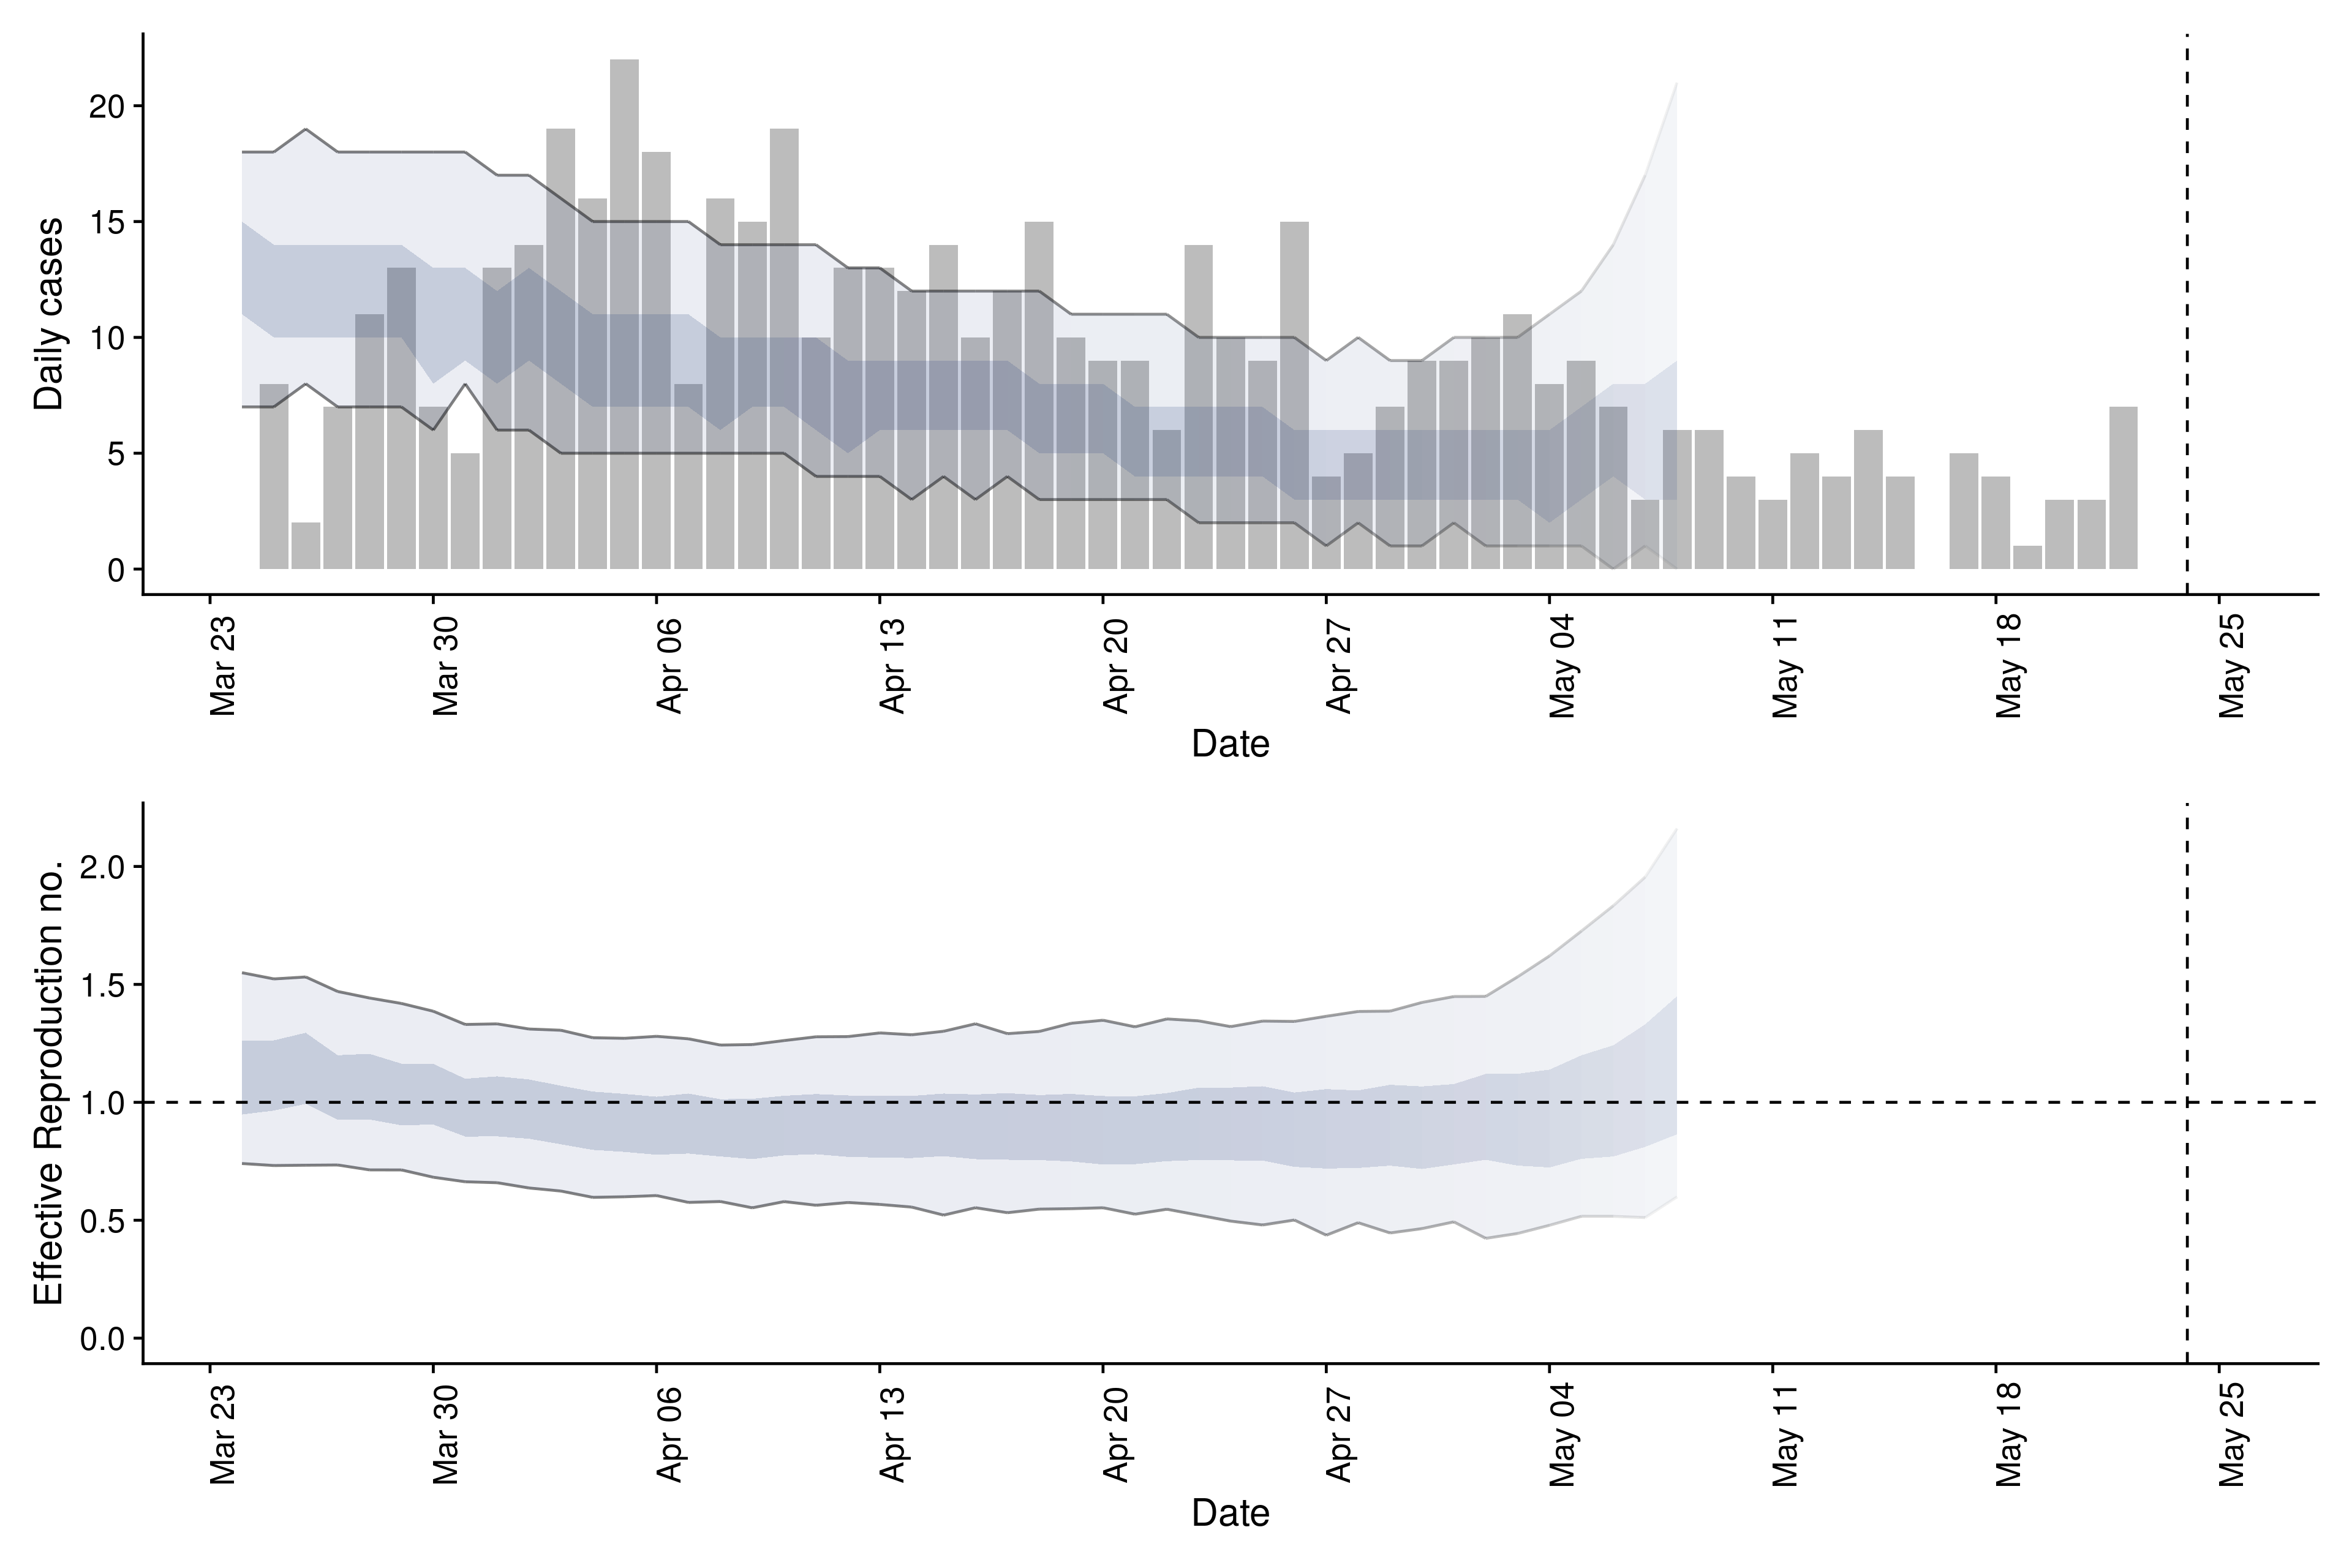 Daily cases
20
15
10
5
0
Mar 23
Mar 30
Apr 06
Apr 13
Apr 20
Apr 27
May 04
May 11
May 18
May 25
Date
Effective Reproduction no.
2.0
1.5
1.0
0.5
0.0
Mar 23
Mar 30
Apr 06
Apr 13
Apr 20
Apr 27
May 04
May 11
May 18
May 25
Date